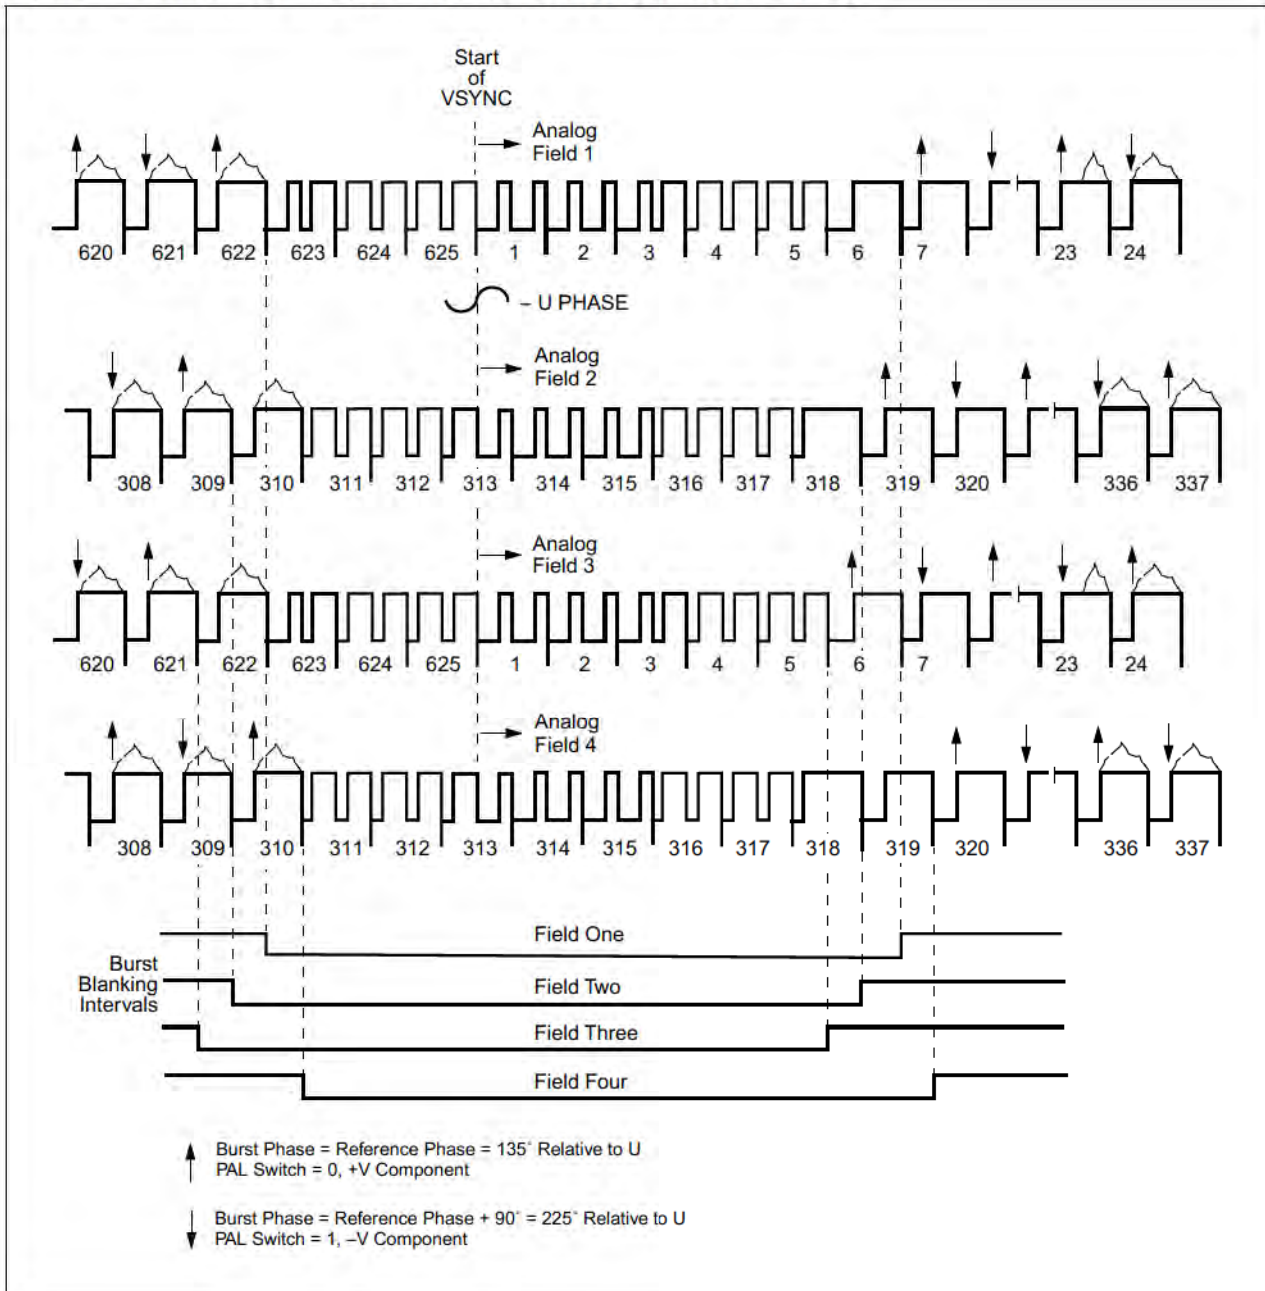 Start
of
VSYNC
Analog
Field 1
620 621 622 623 624 625 1 2 3 4 5 6 7 23 24
– U PHASE
Analog
Field 2
308 309 310 311 312 313 314 315 316 317 318 319 320 336 337
Analog
Field 3
620 621 622 623 624 625 1 2 3 4 5 6 7 23 24
Analog
Field 4
308 309 310 311 312 313 314 315 316 317 318 319 320 336 337
Field One
Burst
Blanking
Intervals
Field Two
Field Three
Field Four
Burst Phase = Reference Phase = 135° Relative to U
PAL Switch = 0, +V Component
Burst Phase = Reference Phase + 90° = 225° Relative to U
PAL Switch = 1, –V Component